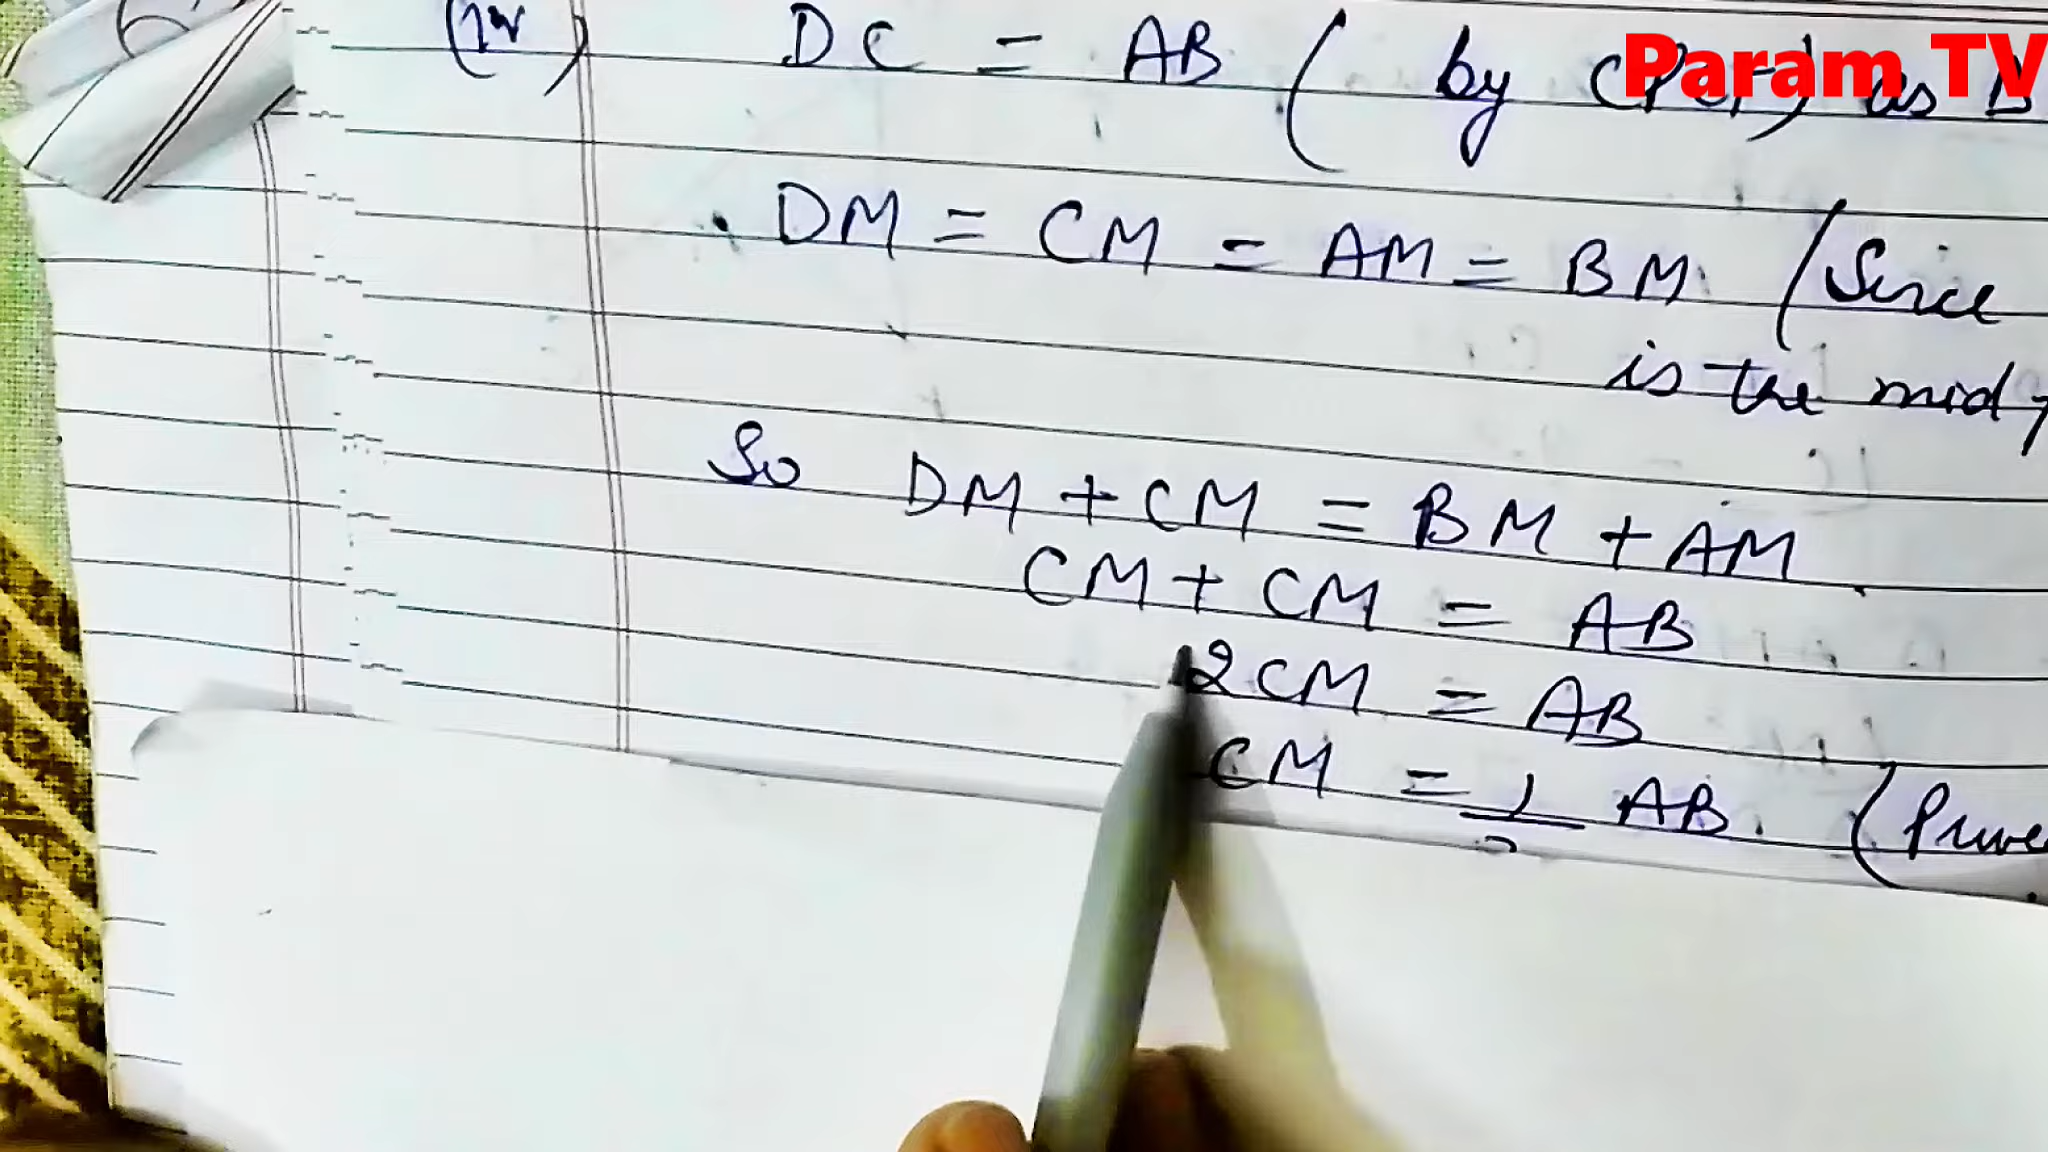 Param TV
(iv) DC = AB ( by CPCT) as
DM = CM = AM = BM (Since
is the mid
So DM + CM = BM + AM
CM + CM = AB
2CM = AB
CM = 1/2 AB. (Prove